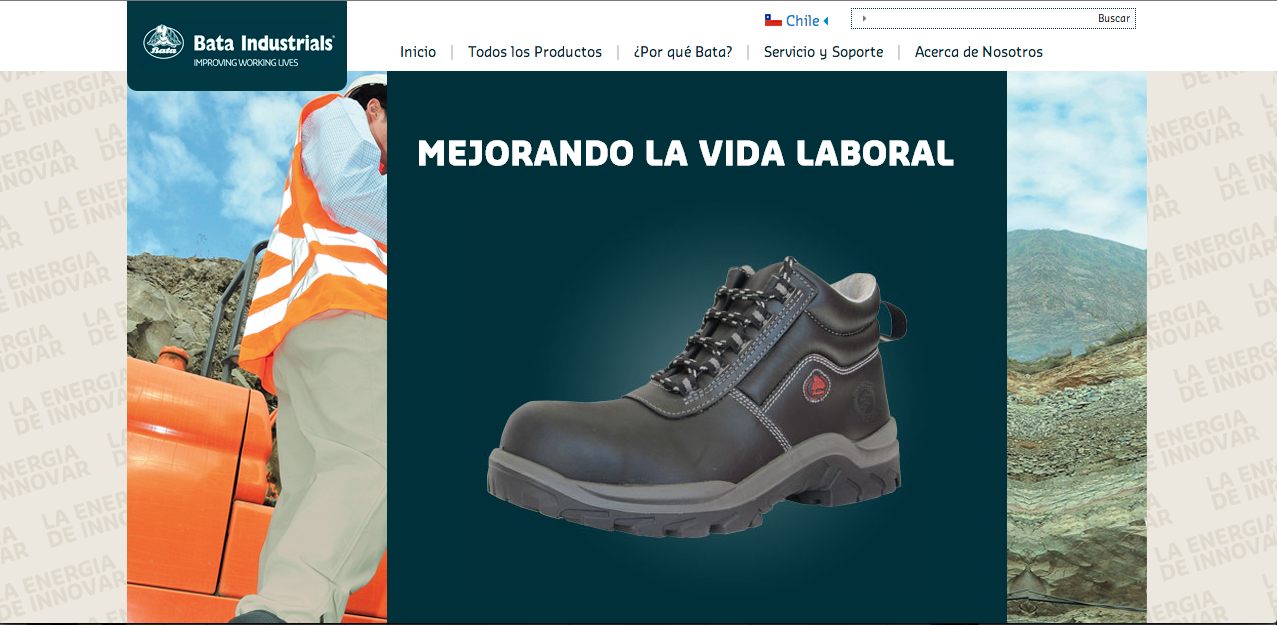 Bata
Bata Industrials
IMPROVING WORKING LIVES
Chile
Buscar
Inicio | Todos los Productos | ¿Por qué Bata? | Servicio y Soporte | Acerca de Nosotros
MEJORANDO LA VIDA LABORAL
LA ENERGIA
DE INNOVAR